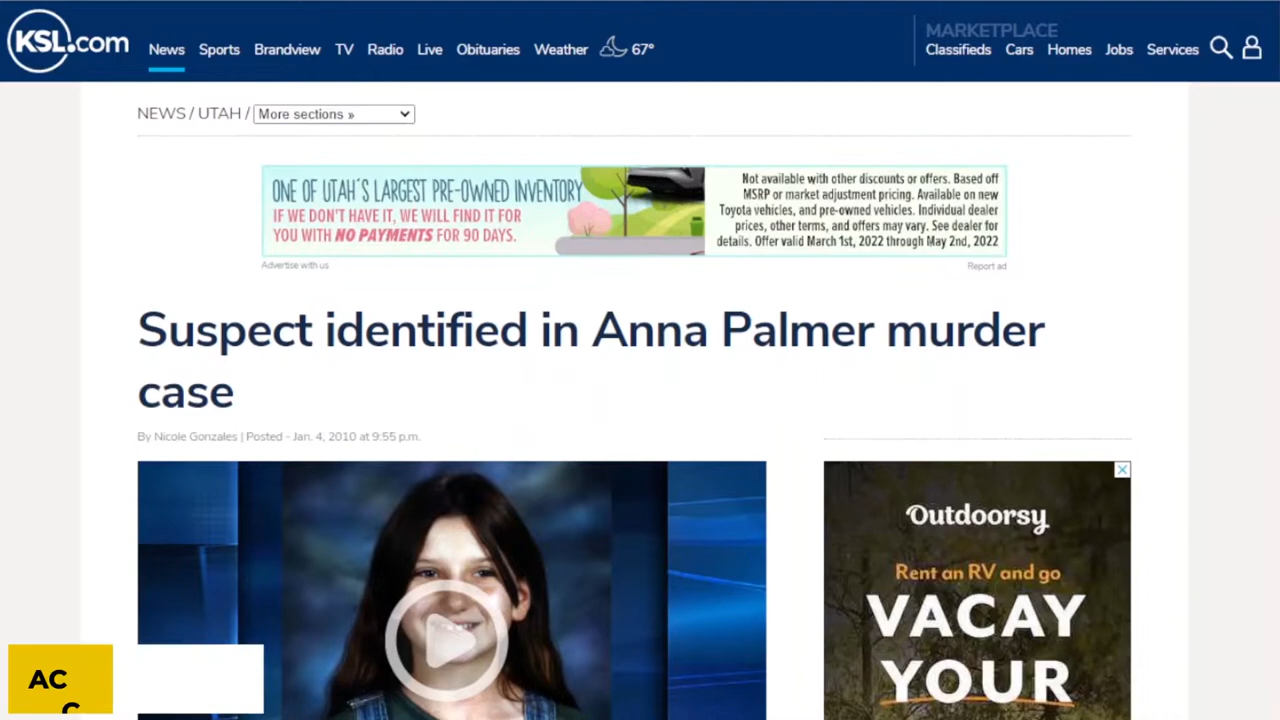 KSL.com
News Sports Brandview TV Radio Live Obituaries Weather 67°
MARKETPLACE
Classifieds Cars Homes Jobs Services
NEWS / UTAH / More sections »
ONE OF UTAH'S LARGEST PRE-OWNED INVENTORY
IF WE DON'T HAVE IT, WE WILL FIND IT FOR
YOU WITH NO PAYMENTS FOR 90 DAYS.
Not available with other discounts or offers. Based off
MSRP or market adjustment pricing. Available on new
Toyota vehicles, and pre-owned vehicles. Individual dealer
prices, other terms, and offers may vary. See dealer for
details. Offer valid March 1st, 2022 through May 2nd, 2022
Advertise with us
Report ad
Suspect identified in Anna Palmer murder
case
By Nicole Gonzales | Posted - Jan. 4, 2010 at 9:55 p.m.
Outdoorsy
Rent an RV and go
VACAY
YOUR
AC
C